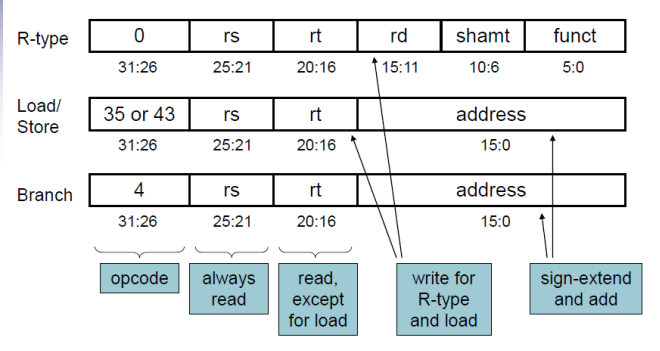 R-type 0 rs rt rd shamt funct
31:26 25:21 20:16 15:11 10:6 5:0
Load/
Store
35 or 43 rs rt address
31:26 25:21 20:16 15:0
Branch 4 rs rt address
31:26 25:21 20:16 15:0
opcode
always
read
read,
except
for load
write for
R-type
and load
sign-extend
and add